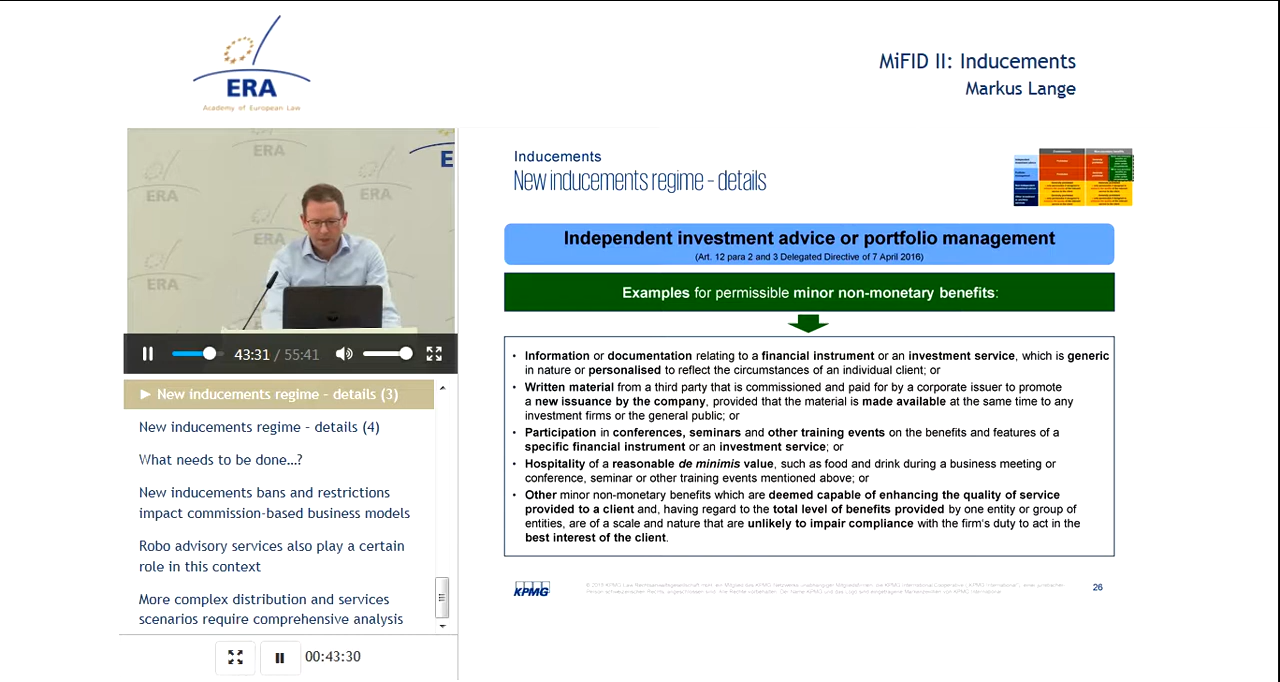 ERA
Academy of European Law
MiFID II: Inducements
Markus Lange
ERA
ERA
ERA
ERA
ERA
E
43:31 / 55:41
► New inducements regime - details (3)
New inducements regime - details (4)
What needs to be done...?
New inducements bans and restrictions
impact commission-based business models
Robo advisory services also play a certain
role in this context
More complex distribution and services
scenarios require comprehensive analysis
00:43:30
Inducements
New inducements regime – details
Independent investment advice or portfolio management
(Art. 12 para 2 and 3 Delegated Directive of 7 April 2016)
Examples for permissible minor non-monetary benefits:
• Information or documentation relating to a financial instrument or an investment service, which is generic
in nature or personalised to reflect the circumstances of an individual client; or
• Written material from a third party that is commissioned and paid for by a corporate issuer to promote
a new issuance by the company, provided that the material is made available at the same time to any
investment firms or the general public; or
• Participation in conferences, seminars and other training events on the benefits and features of a
specific financial instrument or an investment service; or
• Hospitality of a reasonable de minimis value, such as food and drink during a business meeting or
conference, seminar or other training events mentioned above; or
• Other minor non-monetary benefits which are deemed capable of enhancing the quality of service
provided to a client and, having regard to the total level of benefits provided by one entity or group of
entities, are of a scale and nature that are unlikely to impair compliance with the firm's duty to act in the
best interest of the client.
KPMG
26